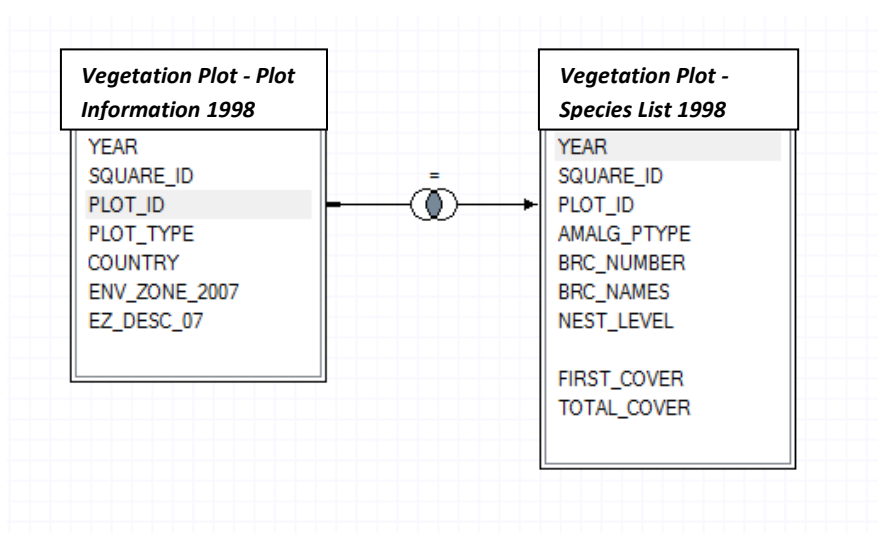 Vegetation Plot - Plot
Information 1998
YEAR
SQUARE_ID
PLOT_ID
PLOT_TYPE
COUNTRY
ENV_ZONE_2007
EZ_DESC_07
=
Vegetation Plot -
Species List 1998
YEAR
SQUARE_ID
PLOT_ID
AMALG_PTYPE
BRC_NUMBER
BRC_NAMES
NEST_LEVEL
FIRST_COVER
TOTAL_COVER